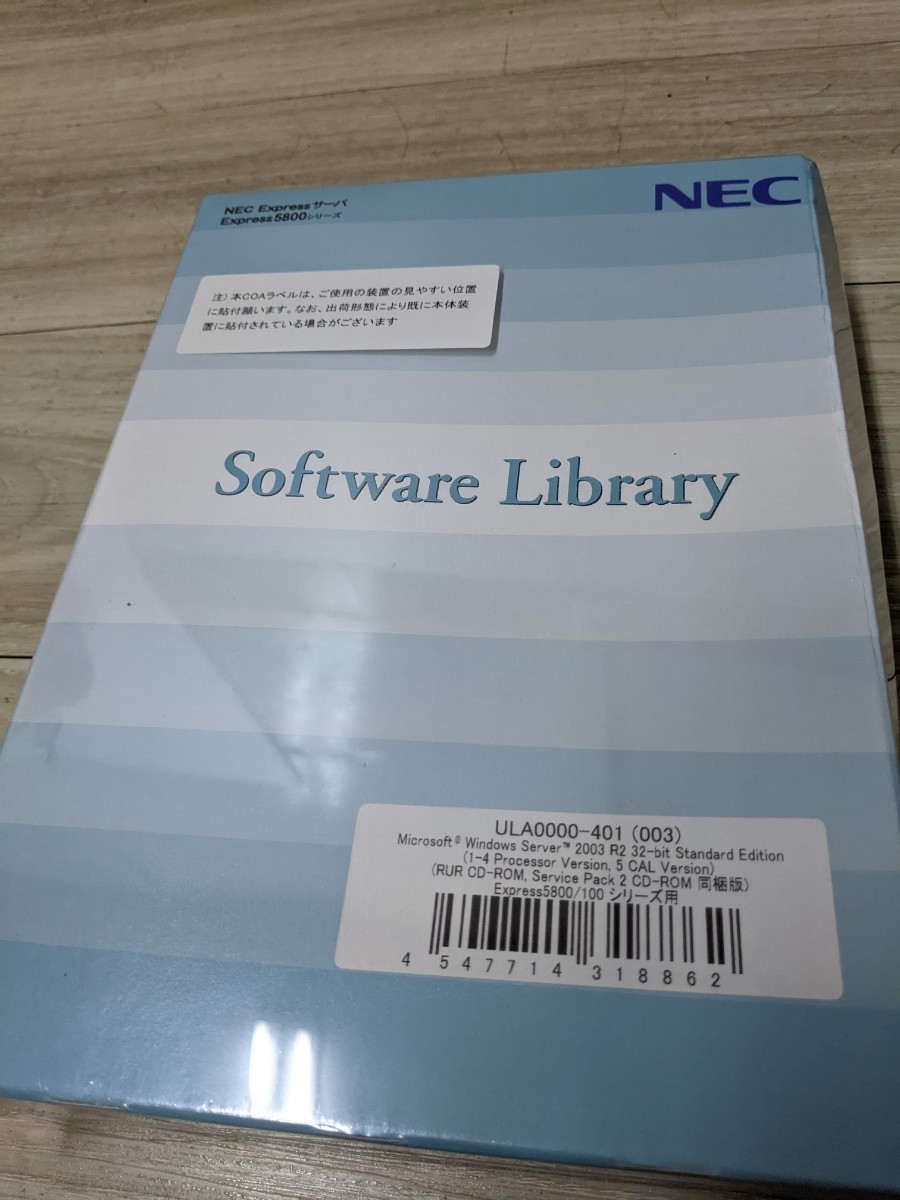 NEC Expressサーバ
Express5800シリーズ
NEC
注）本COAラベルは、ご使用の装置の見やすい位置
に貼付願います。なお、出荷形態により既に本体装
置に貼付されている場合がございます
Software Library
ULA0000-401 (003)
Microsoft® Windows Server™ 2003 R2 32-bit Standard Edition
(1-4 Processor Version, 5 CAL Version)
(RUR CD-ROM, Service Pack 2 CD-ROM 同梱版)
Express5800/100 シリーズ用
4 547714 318862